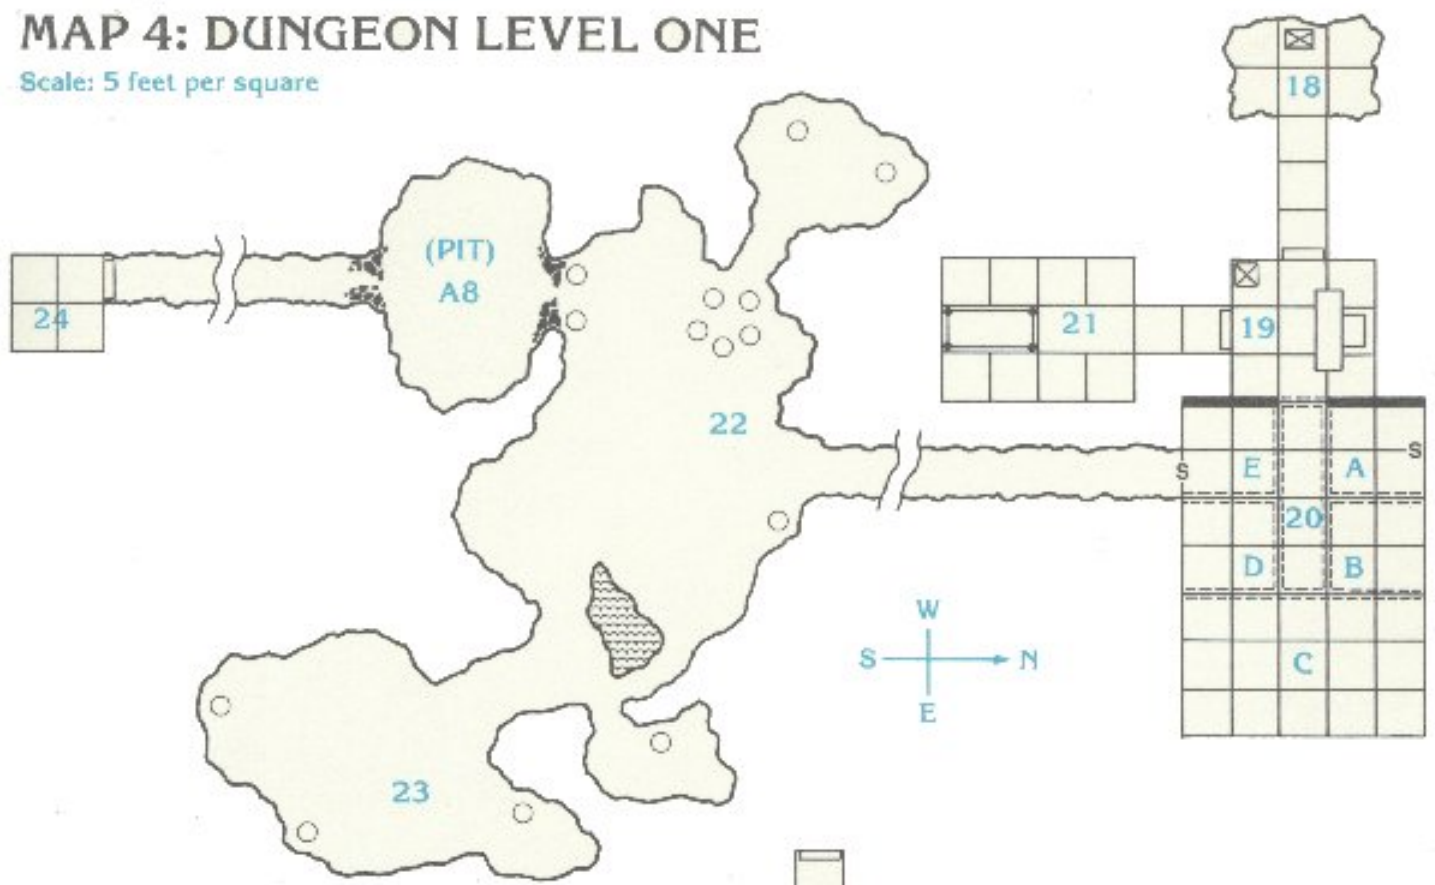 MAP 4: DUNGEON LEVEL ONE
Scale: 5 feet per square
18
(PIT)
A8
24
21
19
22
S
E
A
S
20
D
B
W
S
N
E
C
23